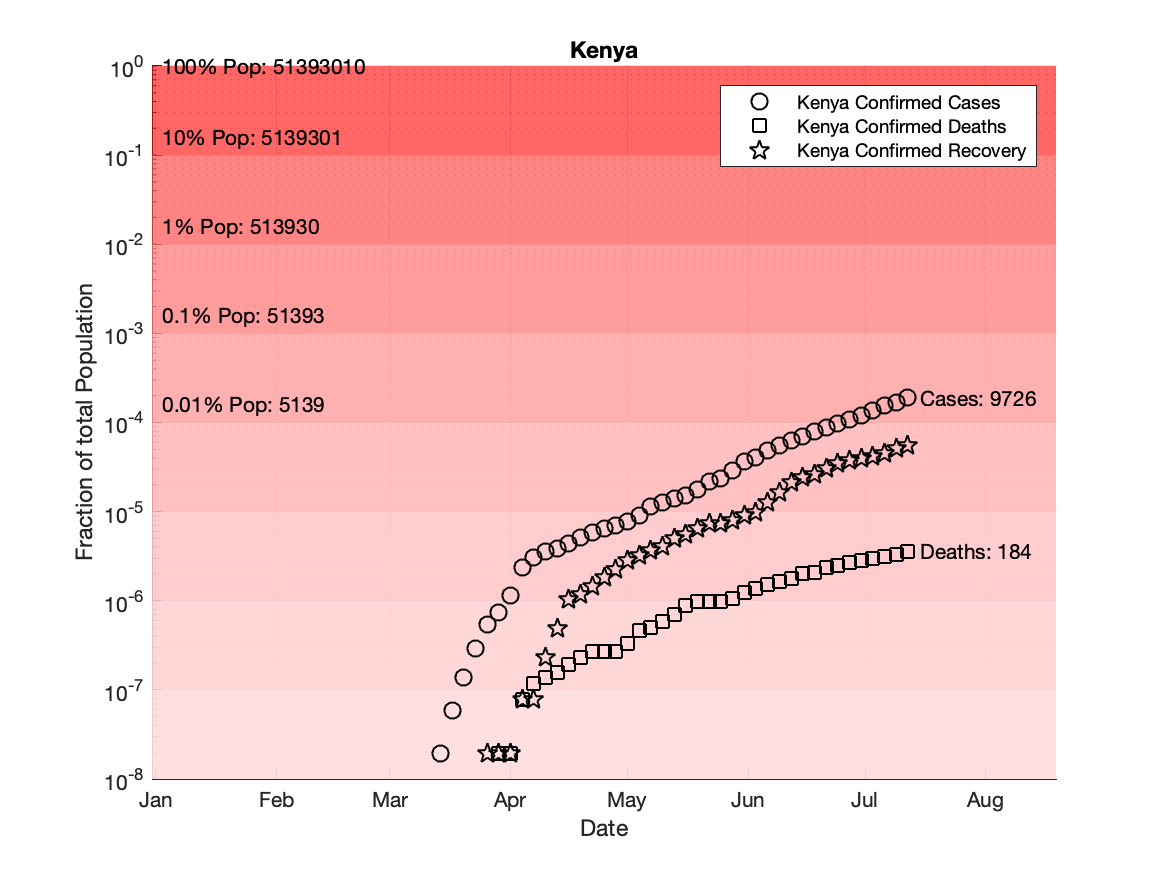 Kenya
10^0
100% Pop: 51393010
Kenya Confirmed Cases
Kenya Confirmed Deaths
Kenya Confirmed Recovery
10% Pop: 5139301
10^-1
1% Pop: 513930
10^-2
0.1% Pop: 51393
10^-3
0.01% Pop: 5139
10^-4
Cases: 9726
10^-5
Deaths: 184
10^-6
10^-7
10^-8
Fraction of total Population
Jan Feb Mar Apr May Jun Jul Aug
Date